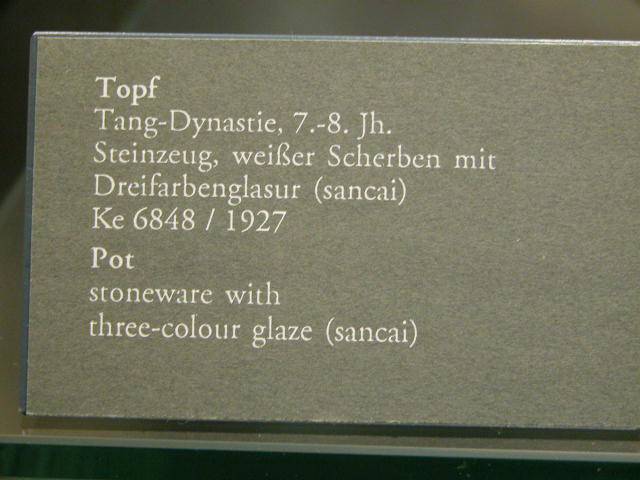 Topf
Tang-Dynastie, 7.-8. Jh.
Steinzeug, weißer Scherben mit
Dreifarbenglasur (sancai)
Ke 6848 / 1927
Pot
stoneware with
three-colour glaze (sancai)